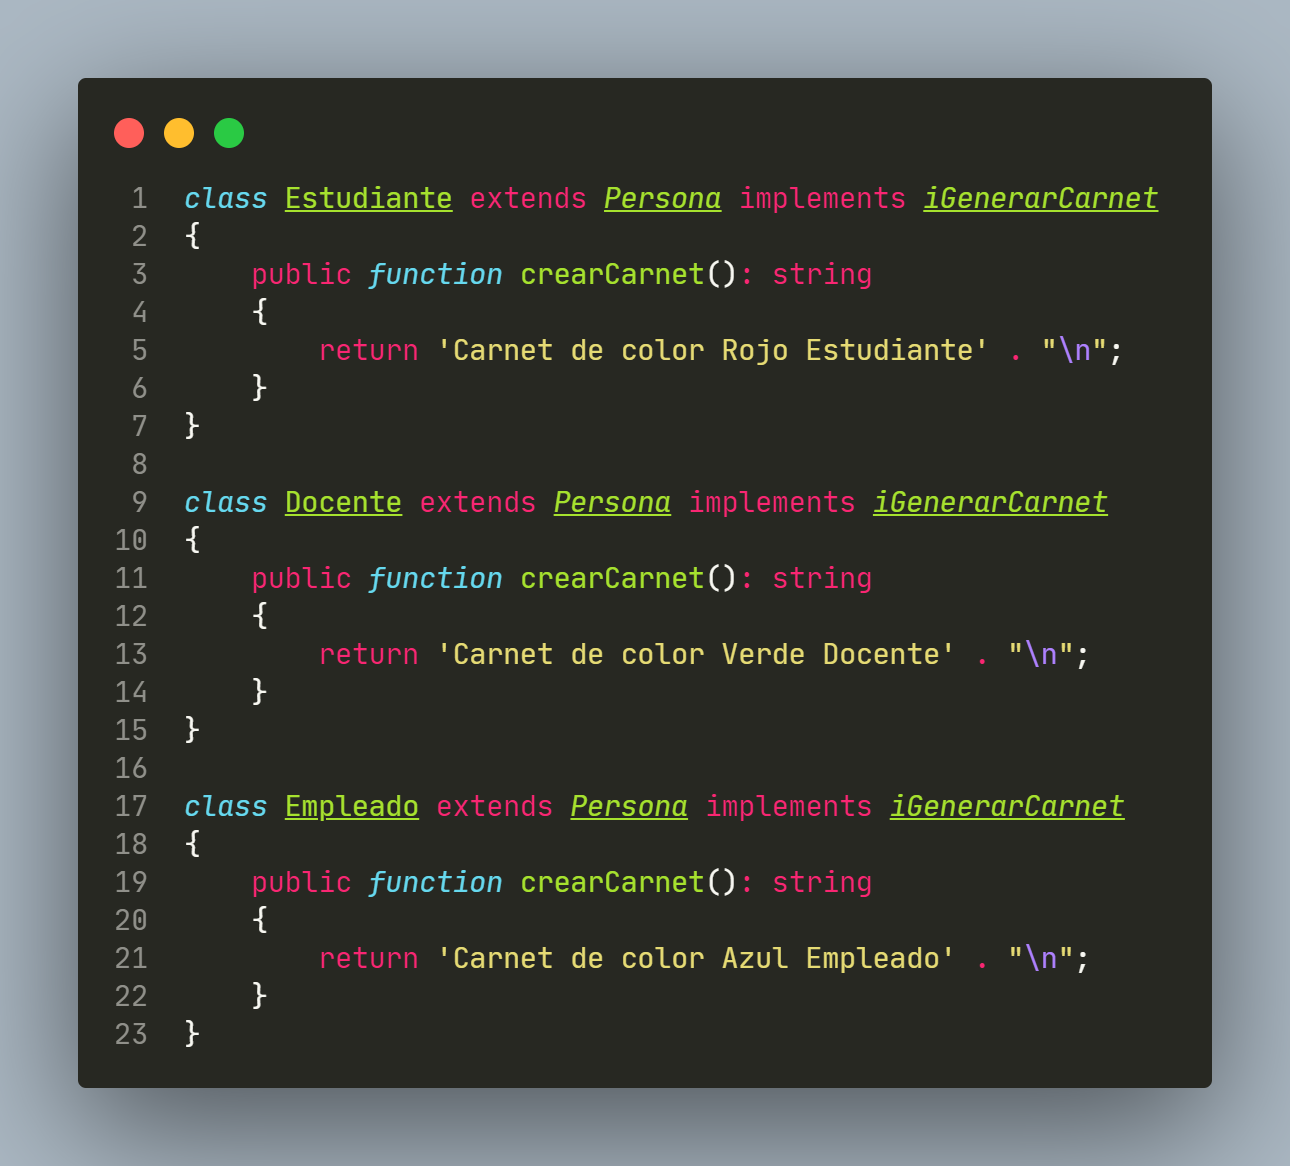 1 class Estudiante extends Persona implements iGenerarCarnet
2 {
3     public function crearCarnet(): string
4     {
5         return 'Carnet de color Rojo Estudiante' . "\n";
6     }
7 }
8
9 class Docente extends Persona implements iGenerarCarnet
10 {
11     public function crearCarnet(): string
12     {
13         return 'Carnet de color Verde Docente' . "\n";
14     }
15 }
16
17 class Empleado extends Persona implements iGenerarCarnet
18 {
19     public function crearCarnet(): string
20     {
21         return 'Carnet de color Azul Empleado' . "\n";
22     }
23 }